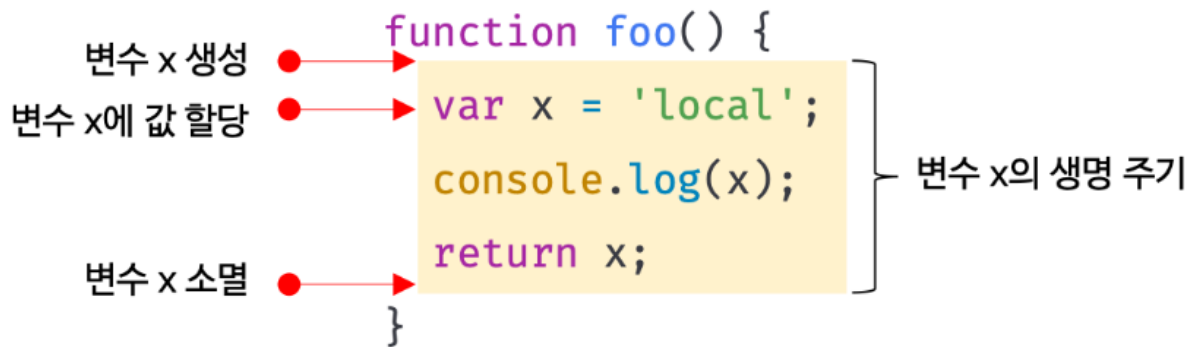 function foo() {
변수 x 생성
변수 x에 값 할당
var x = 'local';
console.log(x);
변수 x의 생명 주기
return x;
변수 x 소멸
}